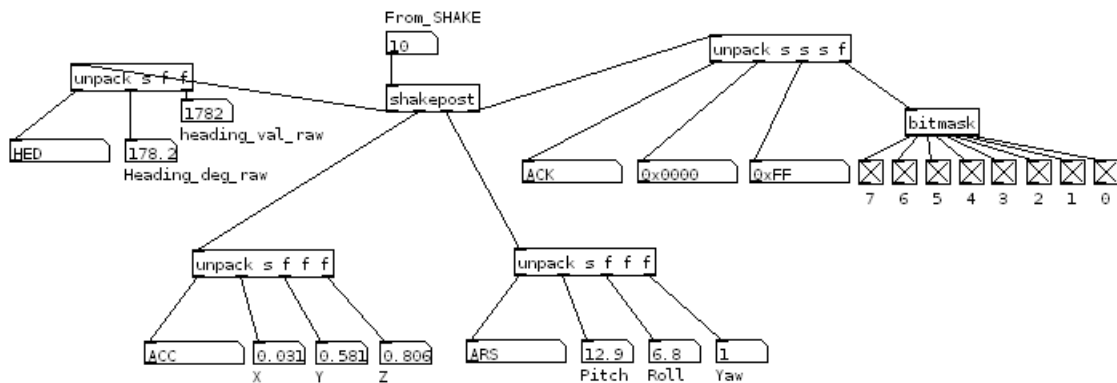 From_SHAKE
10
unpack s s s f
unpack s f f
shakepost
1782
heading_val_raw
bitmask
HED
178.2
Heading_deg_raw
ACK
0x0000
0xFF
7 6 5 4 3 2 1 0
unpack s f f f
unpack s f f f
ACC
0.031
0.581
0.806
ARS
12.9
6.8
1
X Y Z
Pitch Roll Yaw